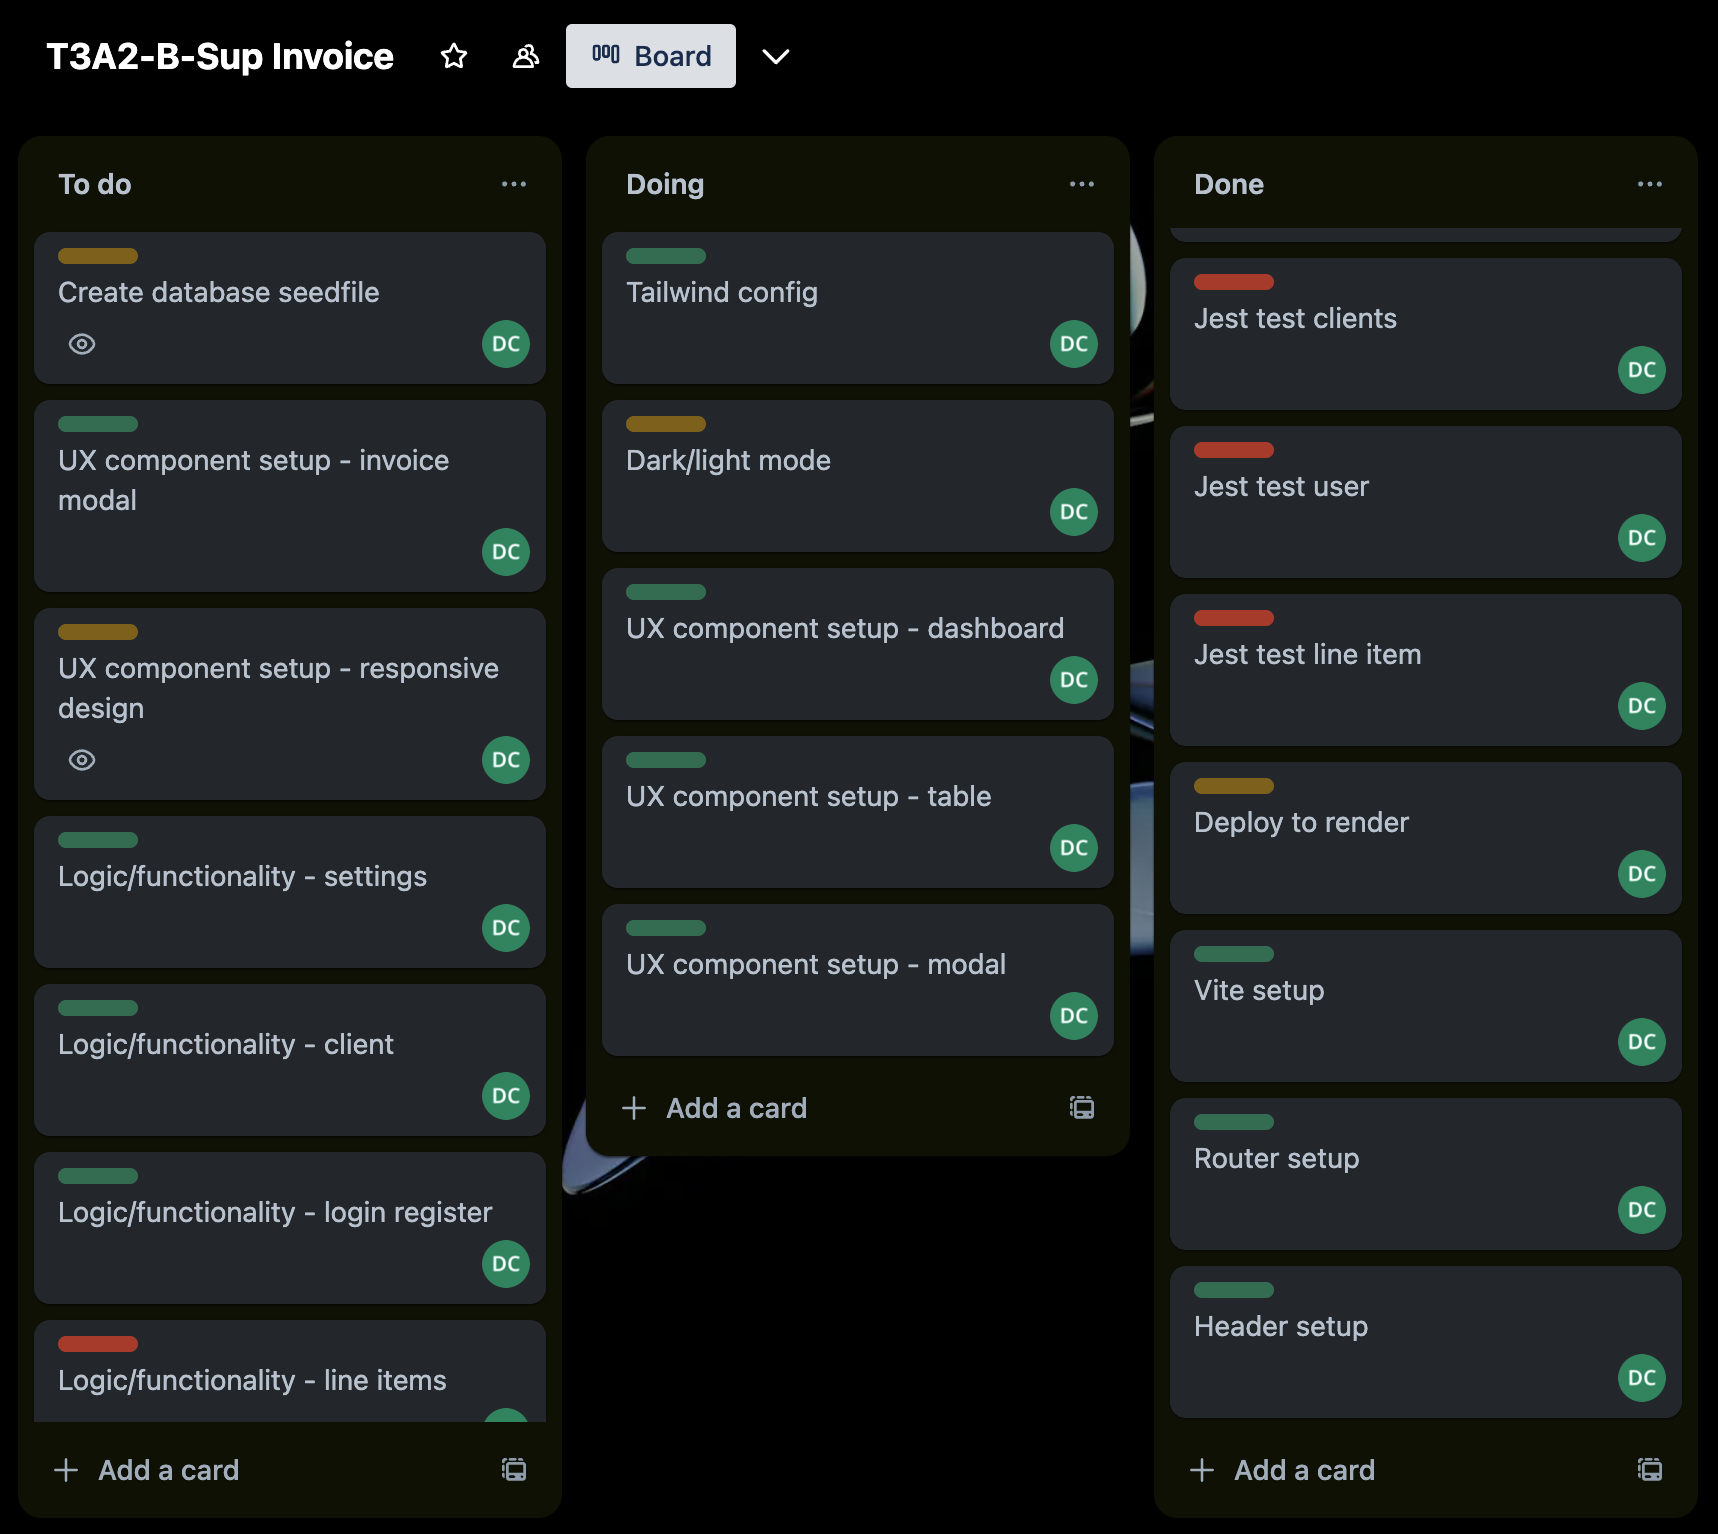 T3A2-B-Sup Invoice
Board
To do
Create database seedfile
DC
UX component setup - invoice
modal
DC
UX component setup - responsive
design
DC
Logic/functionality - settings
DC
Logic/functionality - client
DC
Logic/functionality - login register
DC
Logic/functionality - line items
Add a card
Doing
Tailwind config
DC
Dark/light mode
DC
UX component setup - dashboard
DC
UX component setup - table
DC
UX component setup - modal
DC
Add a card
Done
Jest test clients
DC
Jest test user
DC
Jest test line item
DC
Deploy to render
DC
Vite setup
DC
Router setup
DC
Header setup
DC
Add a card